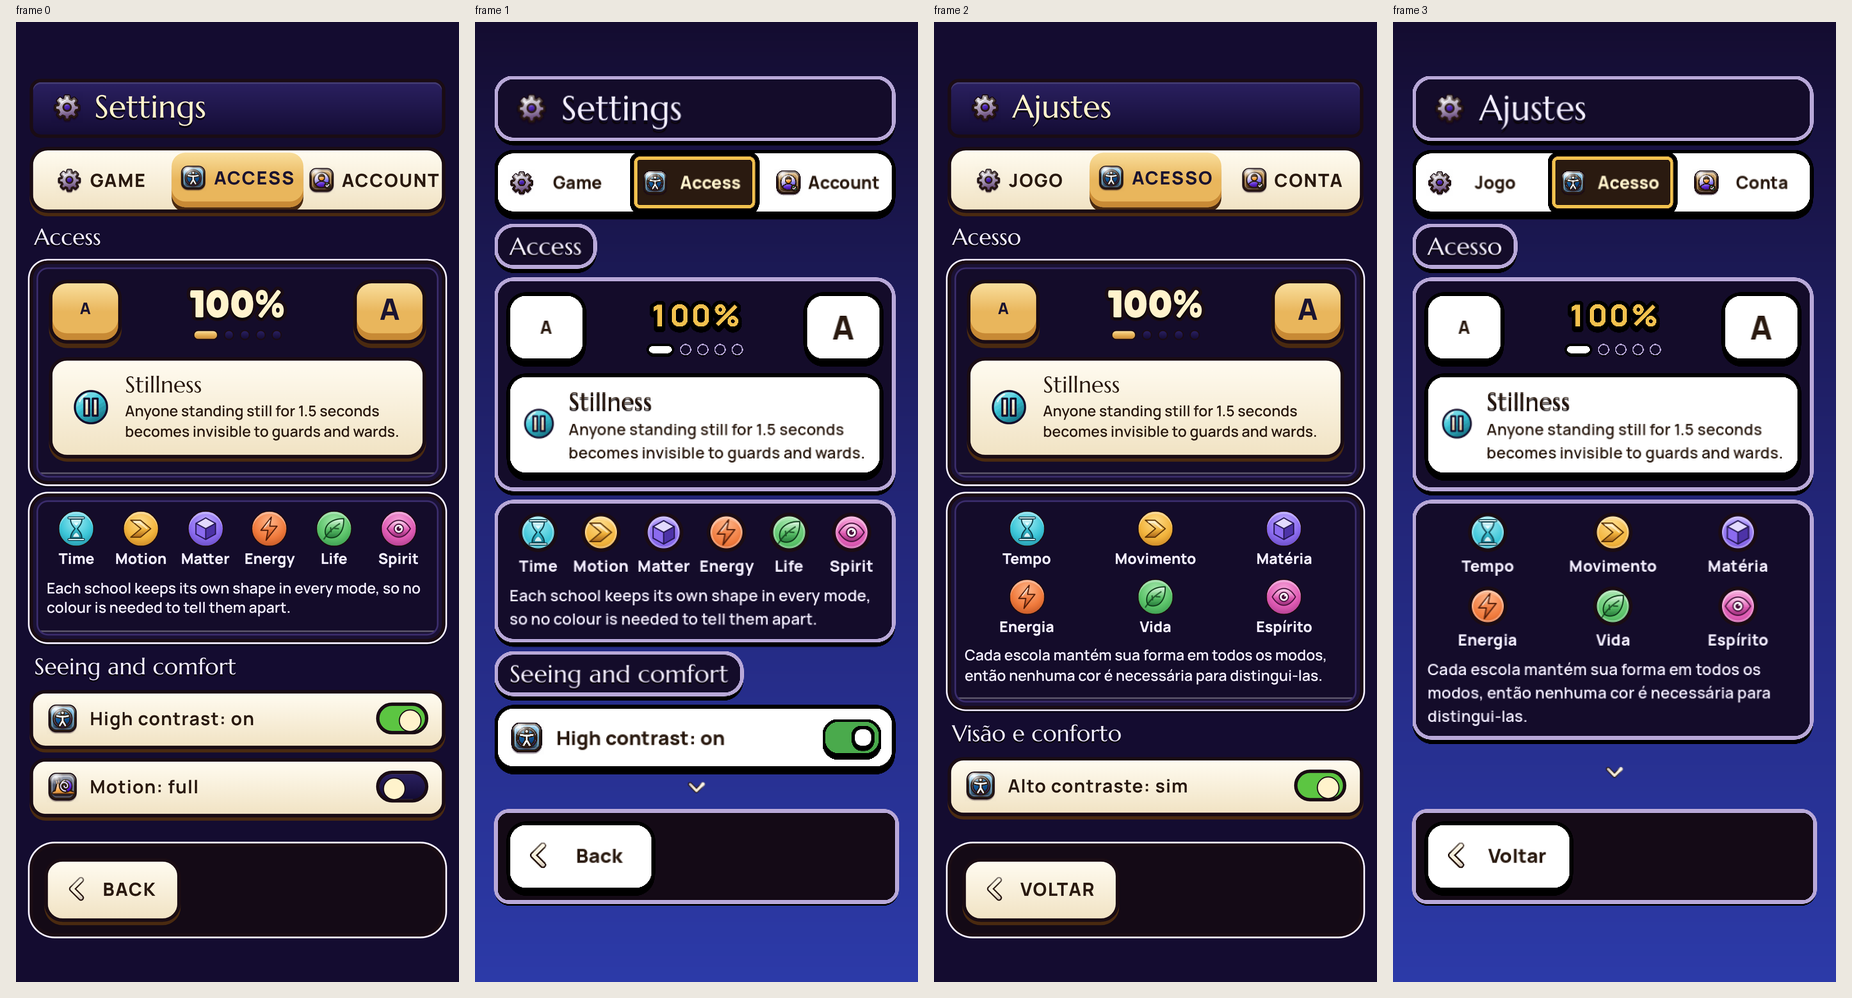 frame 0
Settings
GAME
ACCESS
ACCOUNT
Access
A
100%
A
Stillness
Anyone standing still for 1.5 seconds
becomes invisible to guards and wards.
Time
Motion
Matter
Energy
Life
Spirit
Each school keeps its own shape in every mode, so no
colour is needed to tell them apart.
Seeing and comfort
High contrast: on
Motion: full
BACK
frame 1
Settings
Game
Access
Account
Access
A
100%
A
Stillness
Anyone standing still for 1.5 seconds
becomes invisible to guards and wards.
Time
Motion
Matter
Energy
Life
Spirit
Each school keeps its own shape in every mode,
so no colour is needed to tell them apart.
Seeing and comfort
High contrast: on
Back
frame 2
Ajustes
JOGO
ACESSO
CONTA
Acesso
A
100%
A
Stillness
Anyone standing still for 1.5 seconds
becomes invisible to guards and wards.
Tempo
Movimento
Matéria
Energia
Vida
Espírito
Cada escola mantém sua forma em todos os modos,
então nenhuma cor é necessária para distingui-las.
Visão e conforto
Alto contraste: sim
VOLTAR
frame 3
Ajustes
Jogo
Acesso
Conta
Acesso
A
100%
A
Stillness
Anyone standing still for 1.5 seconds
becomes invisible to guards and wards.
Tempo
Movimento
Matéria
Energia
Vida
Espírito
Cada escola mantém sua forma em todos os
modos, então nenhuma cor é necessária para
distingui-las.
Voltar